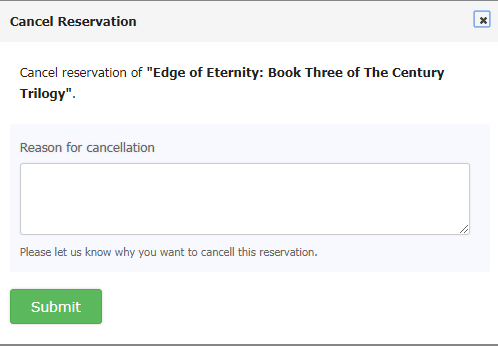 Cancel Reservation
Cancel reservation of "Edge of Eternity: Book Three of The Century
Trilogy".
Reason for cancellation
Please let us know why you want to cancell this reservation.
Submit